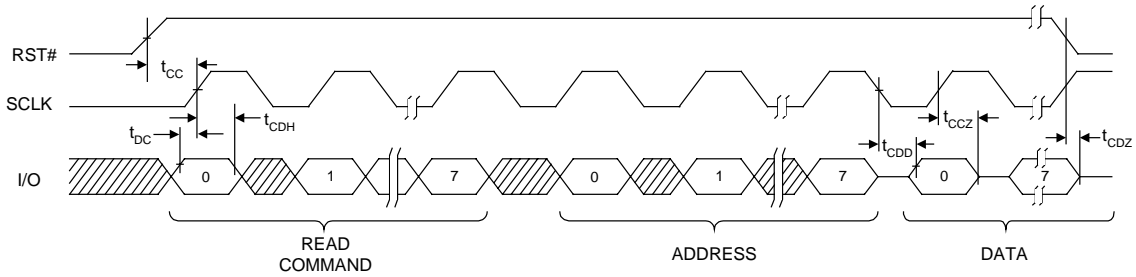 RST#
tCC
SCLK
tDC
tCDH
tCCZ
tCDD
tCDZ
I/O
0
1
7
0
1
7
0
7
READ
COMMAND
ADDRESS
DATA